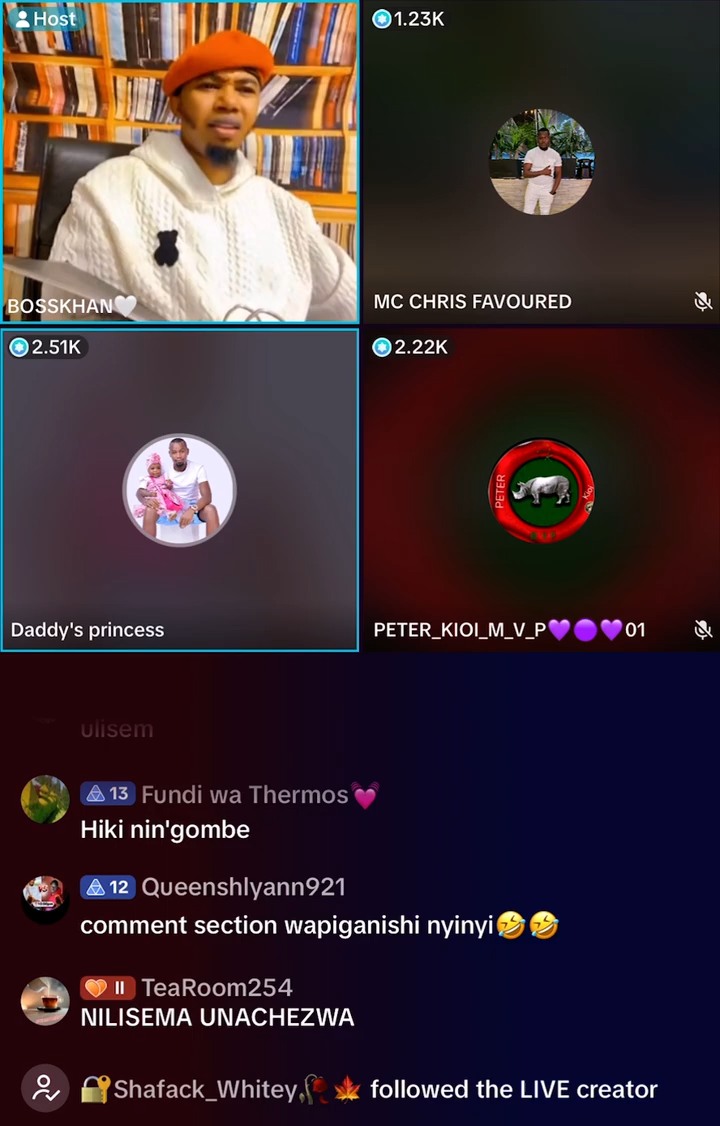 Host
1.23K
BOSSKHAN🤍
MC CHRIS FAVOURED
2.51K
2.22K
PETER
Kioi
Daddy's princess
PETER_KIOI_M_V_P💜🟣💜01
ulisem
13 Fundi wa Thermos💓
Hiki nin'gombe
12 Queenshlyann921
comment section wapiganishi nyinyi🤣🤣
II TeaRoom254
NILISEMA UNACHEZWA
🔐Shafack_Whitey🥀🍁 followed the LIVE creator